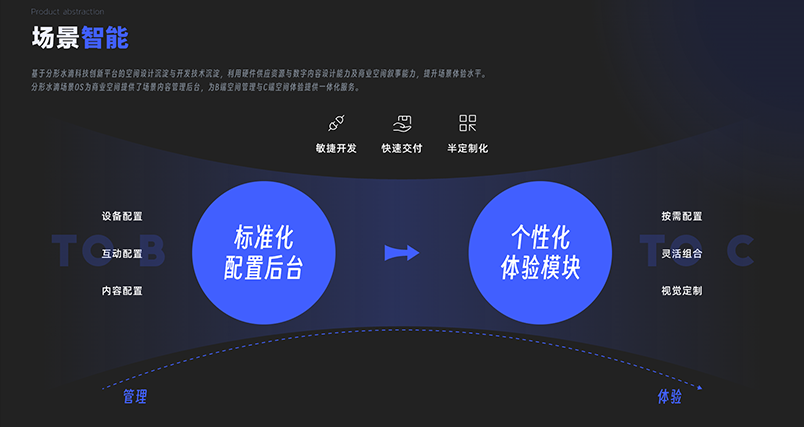 Product abstraction
场景智能
基于分形水滴科技创新平台的空间设计沉淀与开发技术沉淀，利用硬件供应资源与数字内容设计能力及商业空间叙事能力，提升场景体验水平。
分形水滴场景OS为商业空间提供了场景内容管理后台，为B端空间管理与C端空间体验提供一体化服务。
敏捷开发 快速交付 半定制化
TO B
设备配置
互动配置
内容配置
标准化
配置后台
个性化
体验模块
TO C
按需配置
灵活组合
视觉定制
管理
体验